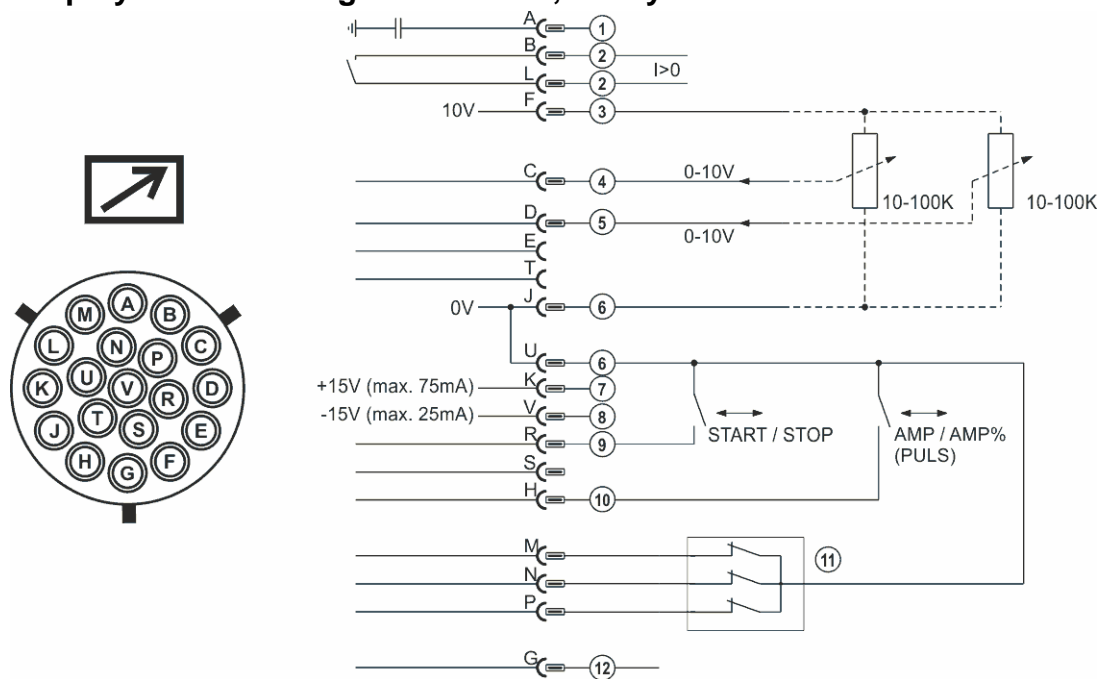 A
1
B
2
L
2
I>0
10V
F
3
C
4
0-10V
10-100K
10-100K
D
5
0-10V
E
T
0V
J
6
U
6
+15V (max. 75mA)
K
7
-15V (max. 25mA)
V
8
R
9
START / STOP
AMP / AMP%
(PULS)
S
H
10
M
11
N
P
G
12
M A B
L N P C
K U V R D
J T S E
H G F